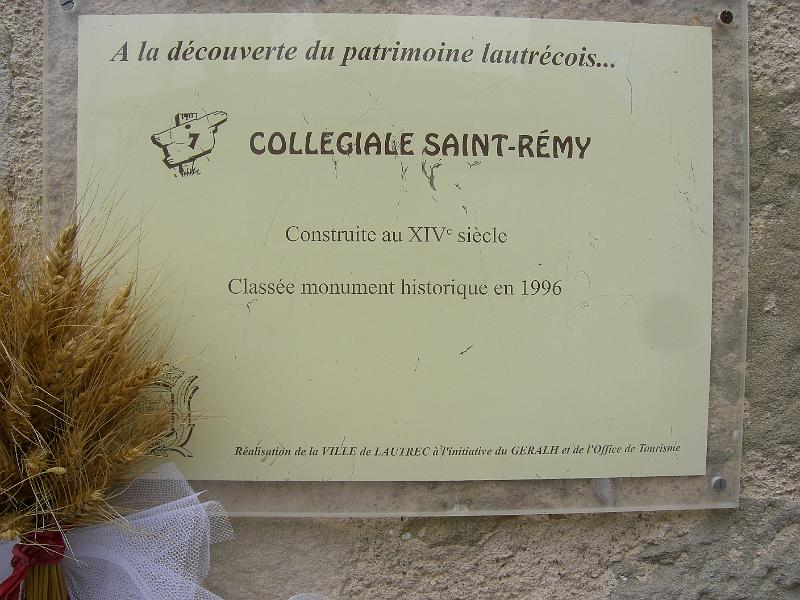 A la découverte du patrimoine lautrécois...
7
COLLEGIALE SAINT-RÉMY
Construite au XIVᵉ siècle
Classée monument historique en 1996
Réalisation de la VILLE de LAUTREC à l'initiative du GERALH et de l'Office de Tourisme